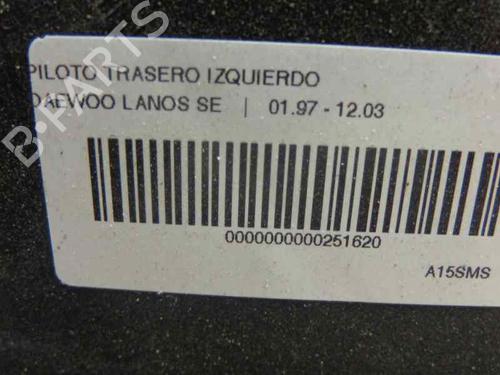 PILOTO TRASERO IZQUIERDO
DAEWOO LANOS SE | 01.97 - 12.03
0000000000251620
A15SMS
B-PARTS